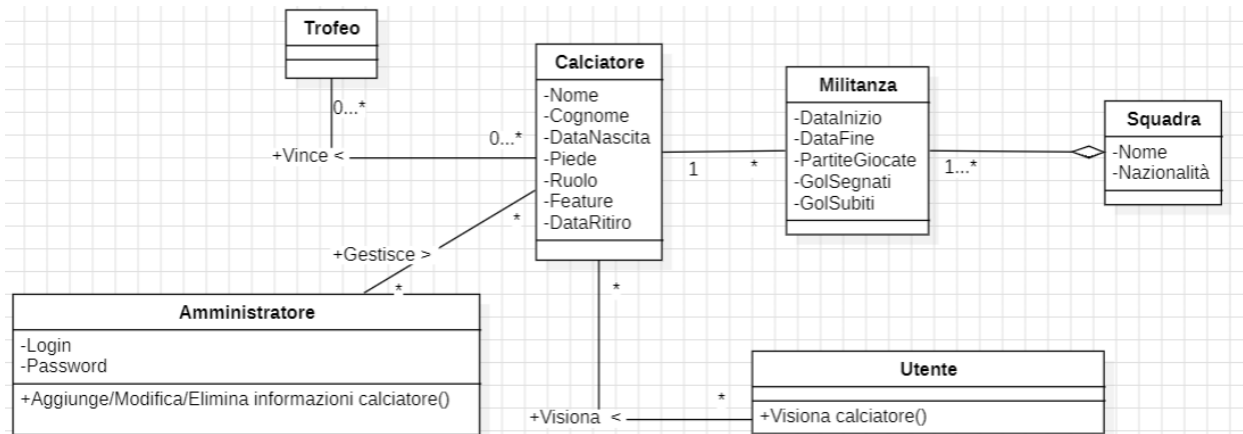 Trofeo
0...*
+Vince <
0...*
Calciatore
-Nome
-Cognome
-DataNascita
-Piede
-Ruolo
-Feature
-DataRitiro
1
*
Militanza
-DataInizio
-DataFine
-PartiteGiocate
-GolSegnati
-GolSubiti
1...*
Squadra
-Nome
-Nazionalità
*
+Gestisce >
*
Amministratore
-Login
-Password
+Aggiunge/Modifica/Elimina informazioni calciatore()
*
+Visiona <
*
Utente
+Visiona calciatore()